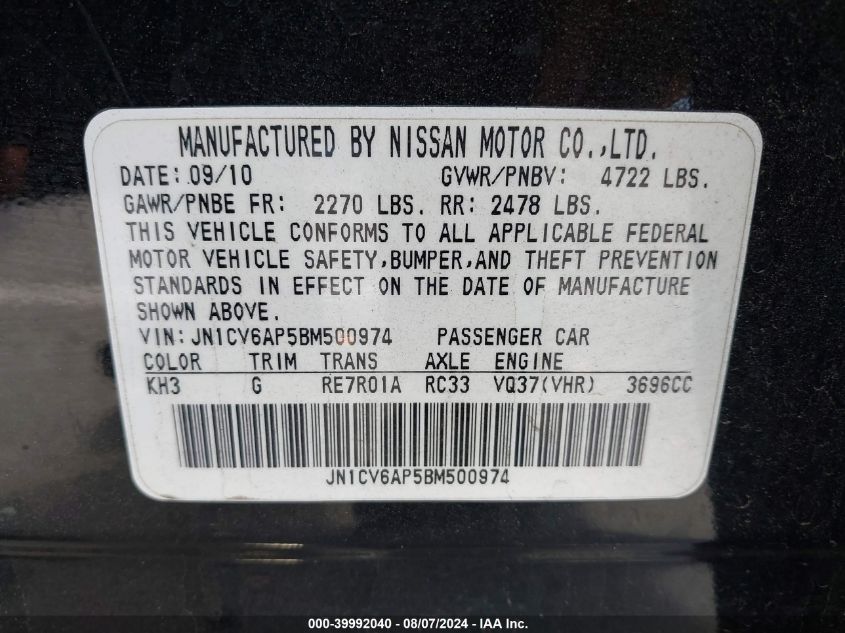 MANUFACTURED BY NISSAN MOTOR CO.,LTD.
DATE: 09/10 GVWR/PNBV: 4722 LBS.
GAWR/PNBE FR: 2270 LBS. RR: 2478 LBS.
THIS VEHICLE CONFORMS TO ALL APPLICABLE FEDERAL
MOTOR VEHICLE SAFETY,BUMPER,AND THEFT PREVENTION
STANDARDS IN EFFECT ON THE DATE OF MANUFACTURE
SHOWN ABOVE.
VIN:JN1CV6AP5BM500974 PASSENGER CAR
COLOR TRIM TRANS AXLE ENGINE
KH3 G RE7R01A RC33 VQ37(VHR) 3696CC
JN1CV6AP5BM500974
000-39992040 - 08/07/2024 - IAA Inc.